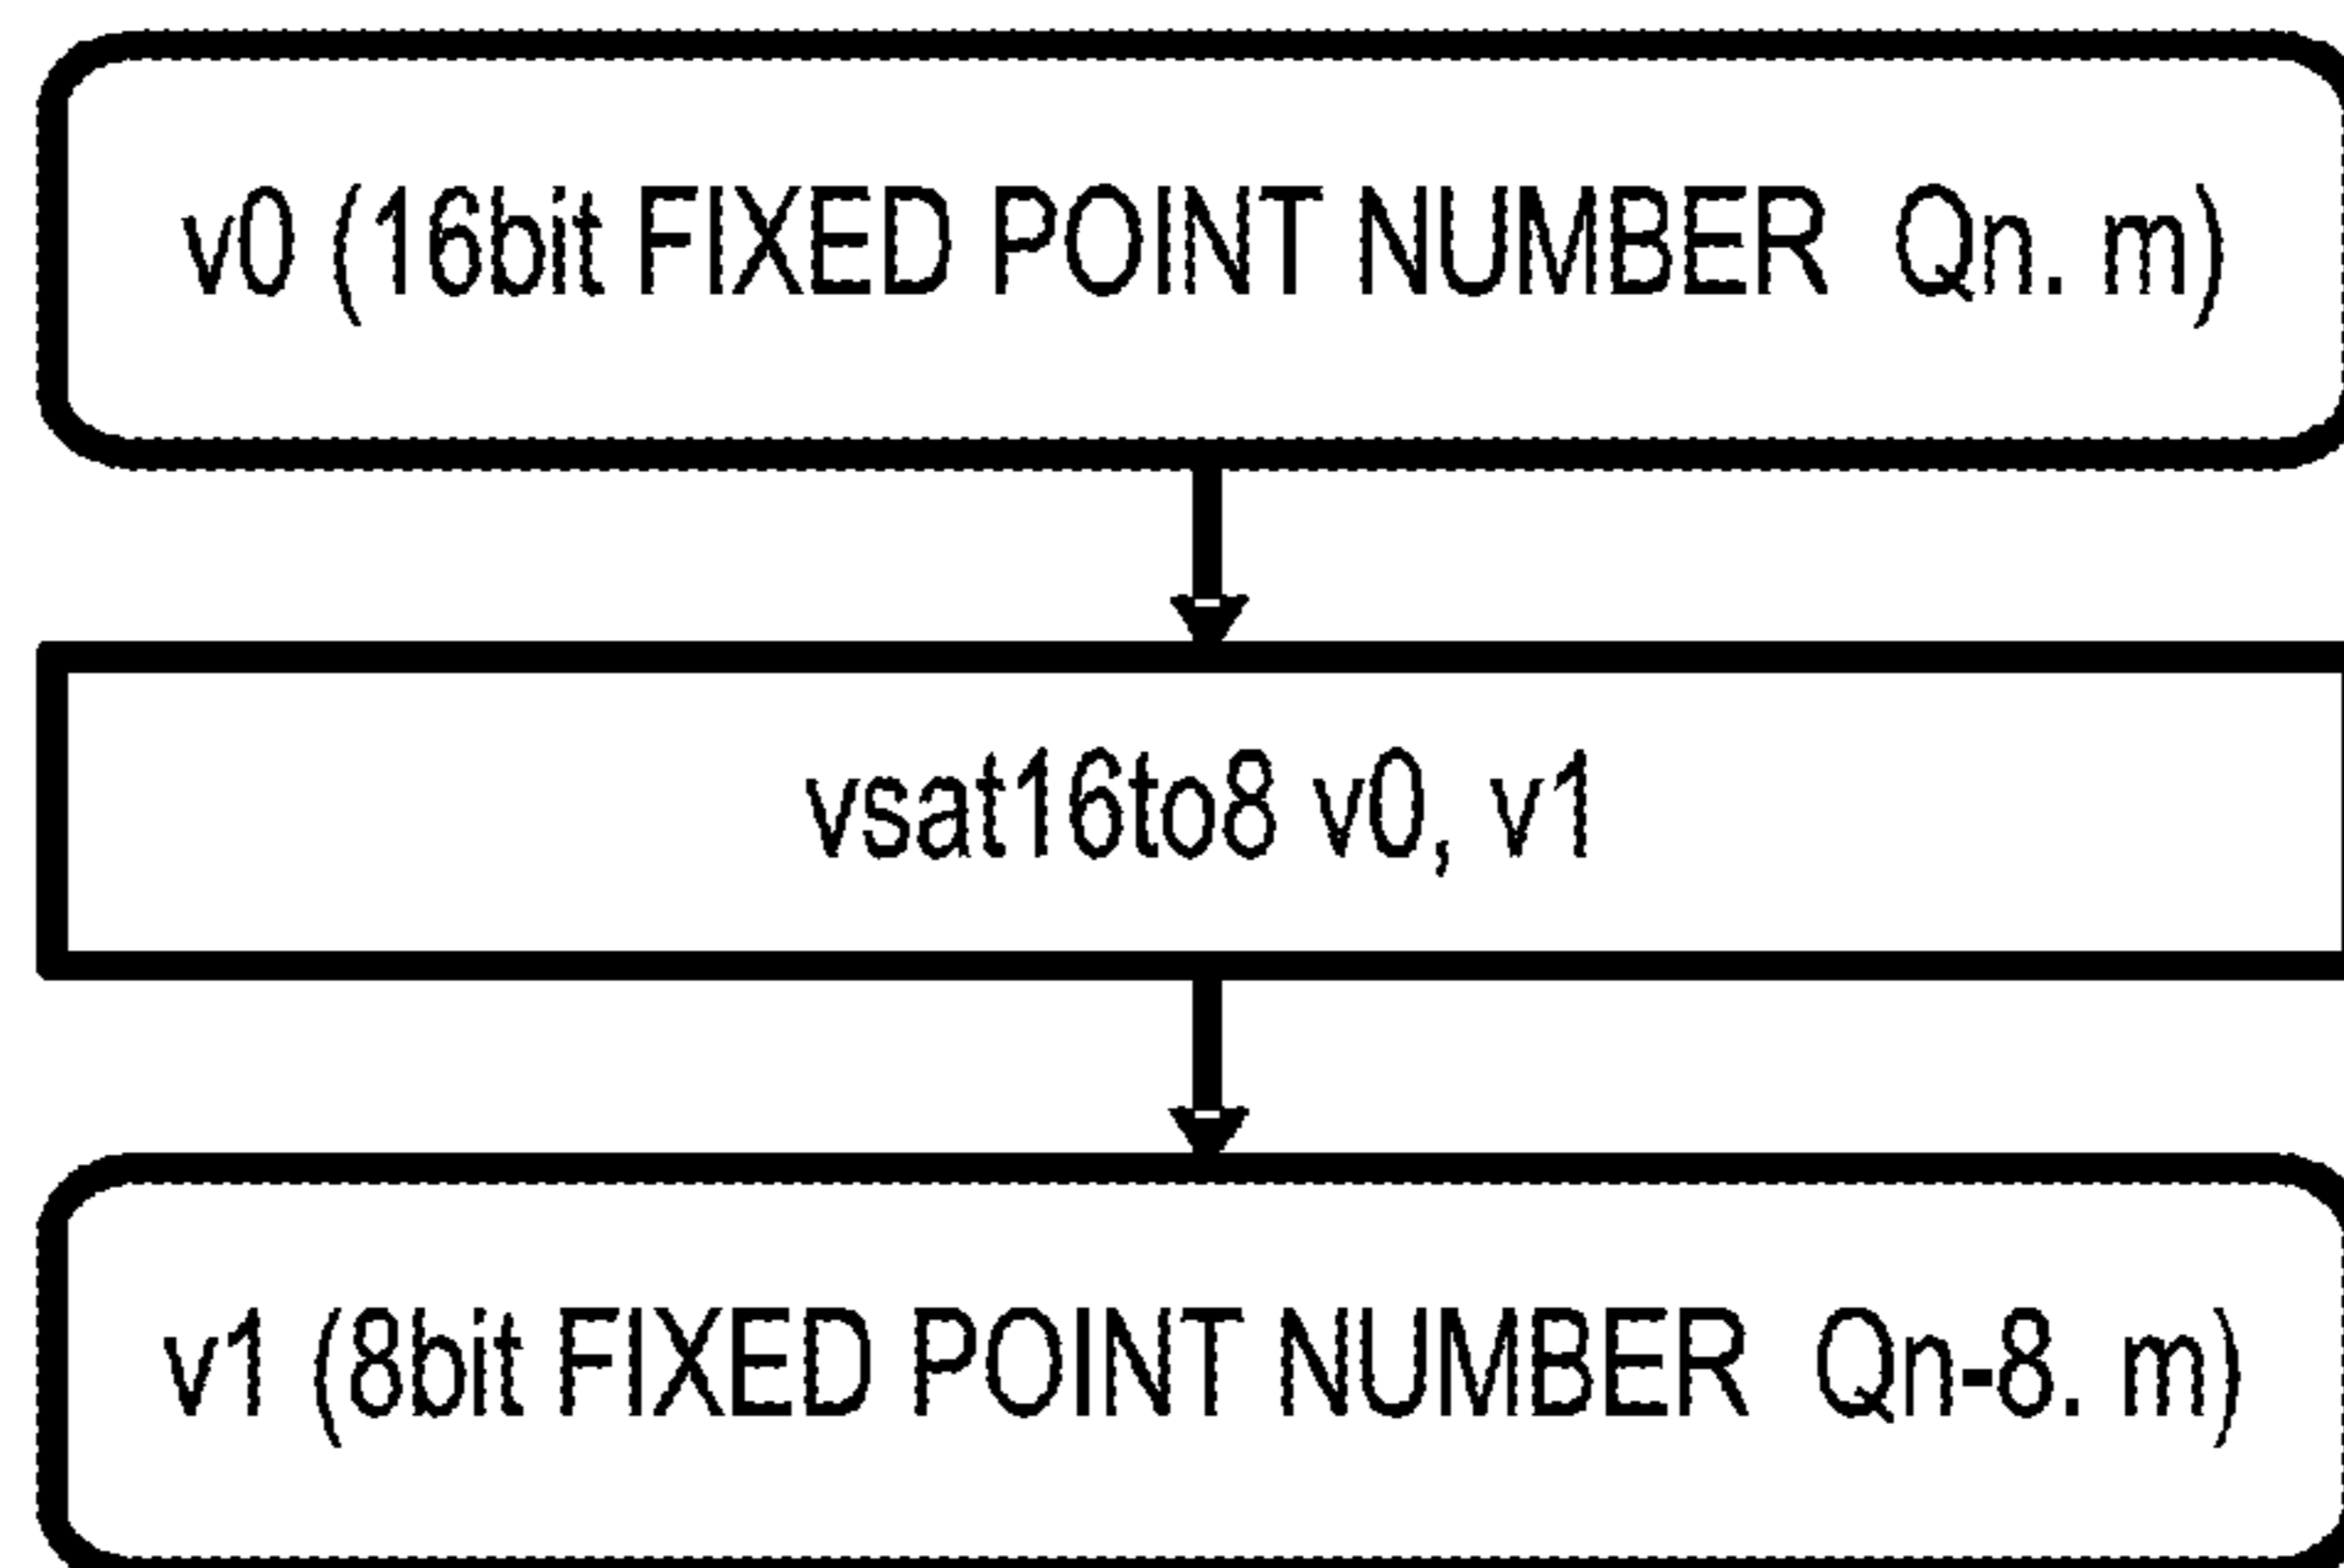 v0 (16bit FIXED POINT NUMBER Qn. m)
vsat16to8 v0, v1
v1 (8bit FIXED POINT NUMBER Qn-8. m)